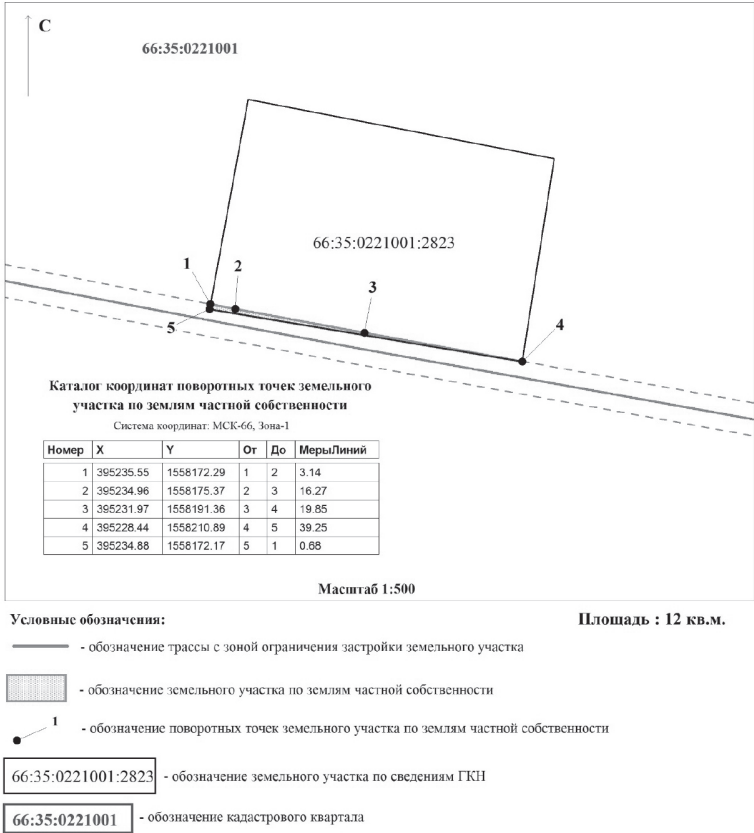 С
66:35:0221001
66:35:0221001:2823
1
2
3
4
5
Каталог координат поворотных точек земельного
участка по землям частной собственности
Система координат: МСК-66, Зона-1
Номер X Y От До МерыЛиний
1 395235.55 1558172.29 1 2 3.14
2 395234.96 1558175.37 2 3 16.27
3 395231.97 1558191.36 3 4 19.85
4 395228.44 1558210.89 4 5 39.25
5 395234.88 1558172.17 5 1 0.68
Масштаб 1:500
Условные обозначения:
Площадь : 12 кв.м.
- обозначение трассы с зоной ограничения застройки земельного участка
- обозначение земельного участка по землям частной собственности
1
- обозначение поворотных точек земельного участка по землям частной собственности
66:35:0221001:2823 - обозначение земельного участка по сведениям ГКН
66:35:0221001 - обозначение кадастрового квартала